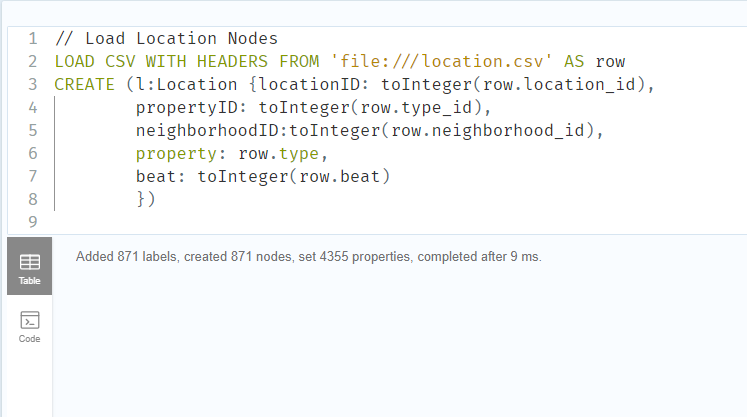 1 // Load Location Nodes
2 LOAD CSV WITH HEADERS FROM 'file:///location.csv' AS row
3 CREATE (l:Location {locationID: toInteger(row.location_id),
4 propertyID: toInteger(row.type_id),
5 neighborhoodID:toInteger(row.neighborhood_id),
6 property: row.type,
7 beat: toInteger(row.beat)
8 })
9
Added 871 labels, created 871 nodes, set 4355 properties, completed after 9 ms.
Table
Code